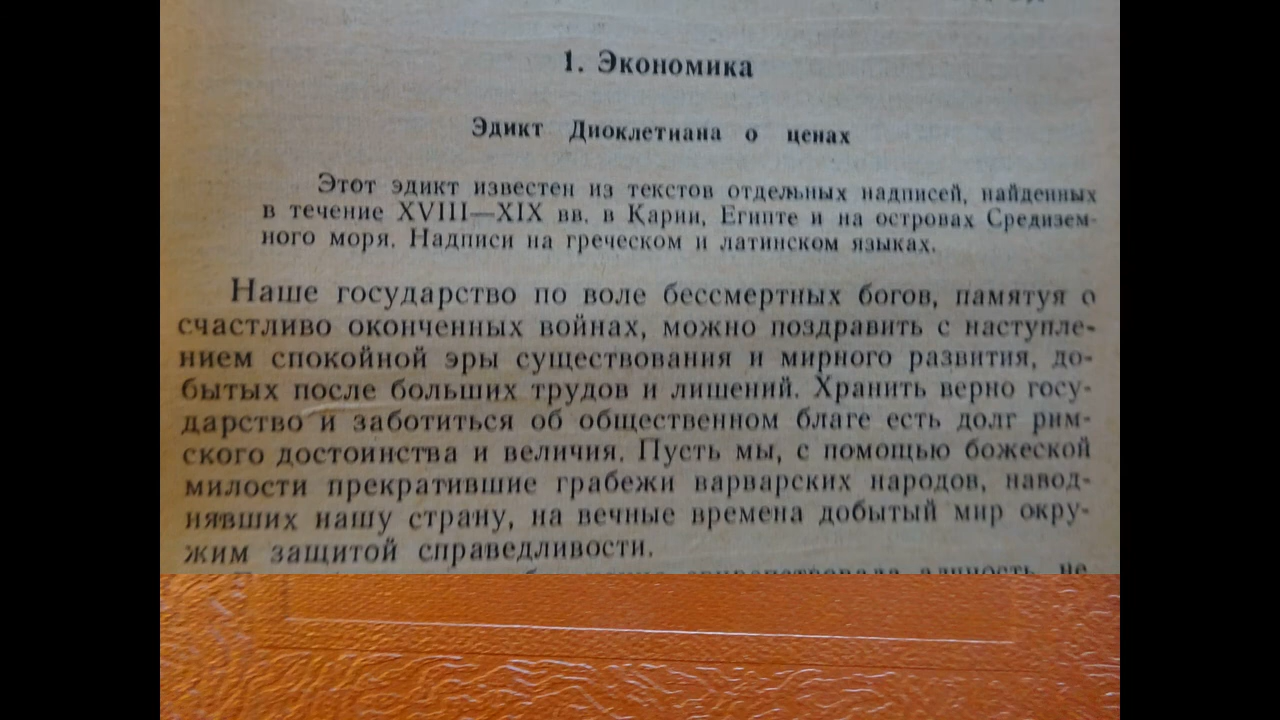 1. Экономика
Эдикт Диоклетиана о ценах
Этот эдикт известен из текстов отдельных надписей, найденных
в течение XVIII—XIX вв. в Карии, Египте и на островах Средизем-
ного моря. Надписи на греческом и латинском языках.
Наше государство по воле бессмертных богов, памятуя о
счастливо оконченных войнах, можно поздравить с наступле-
нием спокойной эры существования и мирного развития, до-
бытых после больших трудов и лишений. Хранить верно госу-
дарство и заботиться об общественном благе есть долг рим-
ского достоинства и величия. Пусть мы, с помощью божеской
милости прекратившие грабежи варварских народов, навод-
нявших нашу страну, на вечные времена добытый мир окру-
жим защитой справедливости.
алчность не